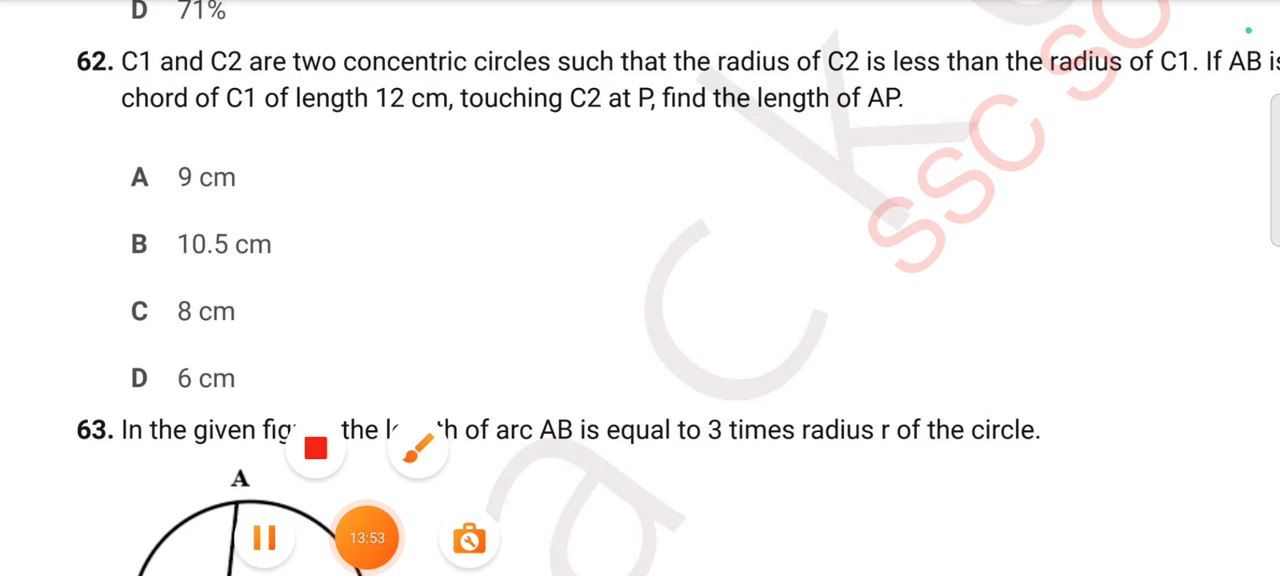 D 71%
62. C1 and C2 are two concentric circles such that the radius of C2 is less than the radius of C1. If AB is
chord of C1 of length 12 cm, touching C2 at P, find the length of AP.
A 9 cm
B 10.5 cm
C 8 cm
D 6 cm
63. In the given the of arc AB is equal to 3 times radius r of the circle.
A
13:53
SSC
a c k